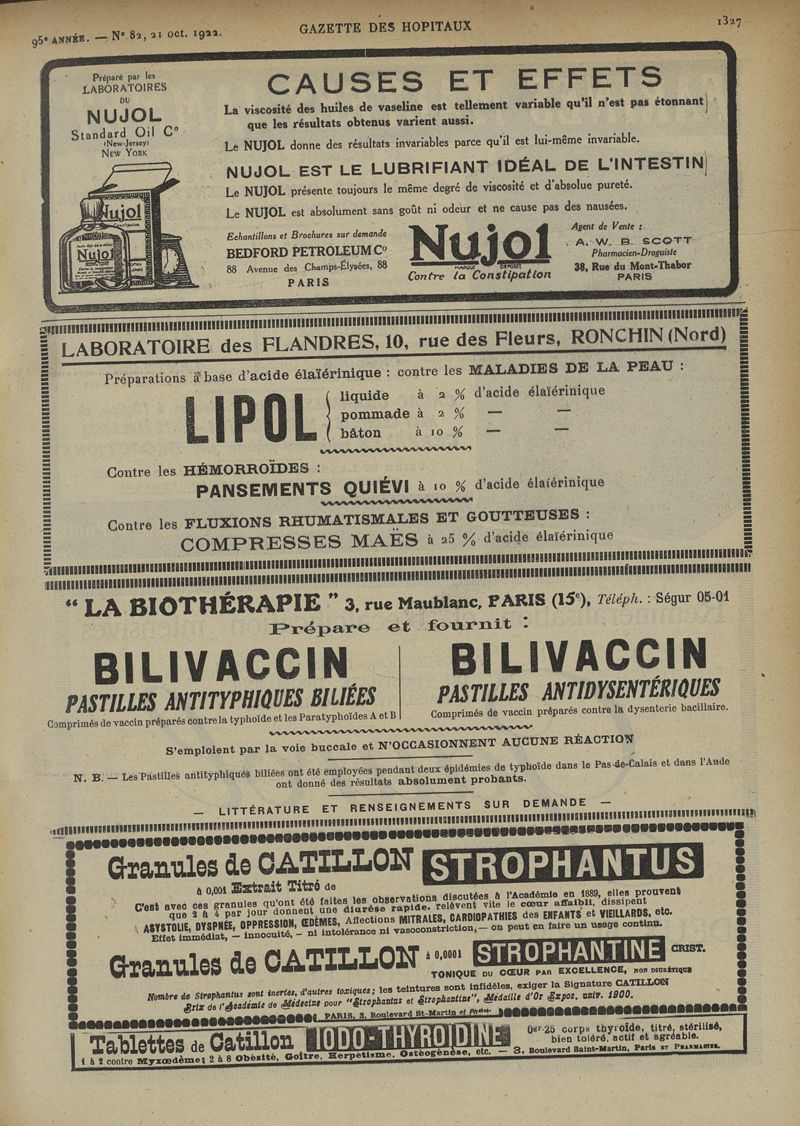 95e ANNÉE. — No 82, 21 oct. 1922.
GAZETTE DES HOPITAUX
1327
Préparé par les
LABORATOIRES
DU
NUJOL
Standard Oil Co
(New-Jersey)
NEW YORK
Nujol
Nujol
CAUSES ET EFFETS
La viscosité des huiles de vaseline est tellement variable qu'il n'est pas étonnant
que les résultats obtenus varient aussi.
Le NUJOL donne des résultats invariables parce qu'il est lui-même invariable.
NUJOL EST LE LUBRIFIANT IDÉAL DE L'INTESTIN
Le NUJOL présente toujours le même degré de viscosité et d'absolue pureté.
Le NUJOL est absolument sans goût ni odeur et ne cause pas des nausées.
Echantillons et Brochures sur demande
BEDFORD PETROLEUM Co
88 Avenue des Champs-Élysées, 88
PARIS
Nujol
MARQUE DÉPOSÉE
Contre la Constipation
Agent de Vente :
A. W. B. SCOTT
Pharmacien-Droguiste
38, Rue du Mont-Thabor
PARIS
LABORATOIRE des FLANDRES, 10, rue des Fleurs, RONCHIN (Nord)
Préparations à base d'acide élaïérinique : contre les MALADIES DE LA PEAU :
LIPOL
liquide à 2 % d'acide élaïérinique
pommade à 2 % — —
bâton à 10 % — —
Contre les HÉMORROÏDES :
PANSEMENTS QUIÉVI à 10 % d'acide élaïérinique
Contre les FLUXIONS RHUMATISMALES ET GOUTTEUSES :
COMPRESSES MAËS à 25 % d'acide élaïérinique
“ LA BIOTHÉRAPIE ” 3, rue Maublanc, PARIS (15e), Téléph. : Ségur 05-01
Prépare et fournit :
BILIVACCIN
PASTILLES ANTITYPHIQUES BILIÉES
Comprimés de vaccin préparés contre la typhoïde et les Paratyphoïdes A et B
BILIVACCIN
PASTILLES ANTIDYSENTÉRIQUES
Comprimés de vaccin préparés contre la dysenterie bacillaire.
S'emploient par la voie buccale et N'OCCASIONNENT AUCUNE RÉACTION
N. B. — Les Pastilles antityphiques biliées ont été employées pendant deux épidémies de typhoïde dans le Pas-de-Calais et dans l'Aude
ont donné des résultats absolument probants.
— LITTÉRATURE ET RENSEIGNEMENTS SUR DEMANDE —
Granules de CATILLON STROPHANTUS
à 0,001 Extrait Titré de
C'est avec ces granules qu'ont été faites les observations discutées à l'Académie en 1889, elles prouvent
que 2 à 4 par jour donnent une diurèse rapide, relèvent vite le cœur affaibli, dissipent
ASYSTOLIE, DYSPNÉE, OPPRESSION, ŒDÈMES, Affections MITRALES, CARDIOPATHIES des ENFANTS et VIEILLARDS, etc.
Effet immédiat, — innocuité, — ni intolérance ni vasoconstriction, — on peut en faire un usage continu.
Granules de CATILLON à 0,0001 STROPHANTINE CRIST.
TONIQUE DU CŒUR PAR EXCELLENCE, NON DIURÉTIQUE
Nombre de Strophantus sont inertes, d'autres toxiques; les teintures sont infidèles, exiger la Signature CATILLON
Prix de l'Académie de Médecine pour "Strophantus et Strophantine", Médaille d'Or Expos. univ. 1900.
PARIS, 3, Boulevard St-Martin et Phcies
Tablettes de Catillon IODO-THYROÏDINE
0gr.25 corps thyroïde, titré, stérilisé,
bien toléré, actif et agréable.
1 à 2 contre Myxœdème; 2 à 8 Obésité, Goître, Herpétisme, Ostéogénèse, etc. — 3, Boulevard Saint-Martin, Paris ET PHARMACIES.